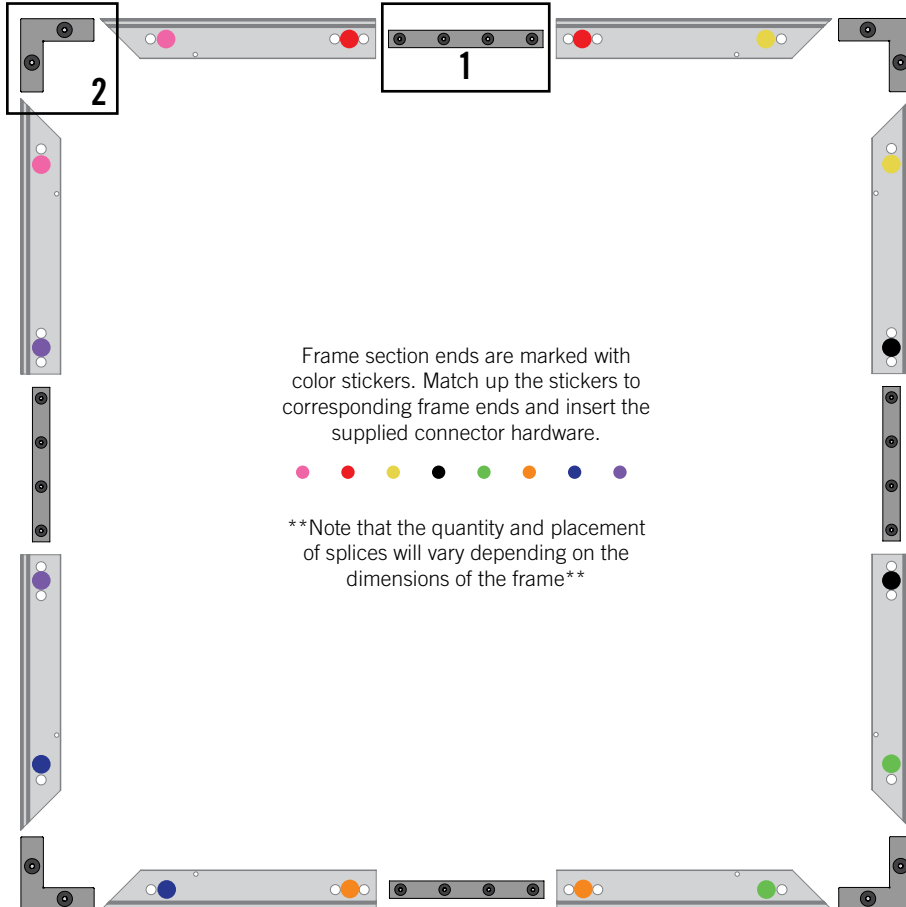 1
2
Frame section ends are marked with
color stickers. Match up the stickers to
corresponding frame ends and insert the
supplied connector hardware.
**Note that the quantity and placement
of splices will vary depending on the
dimensions of the frame**